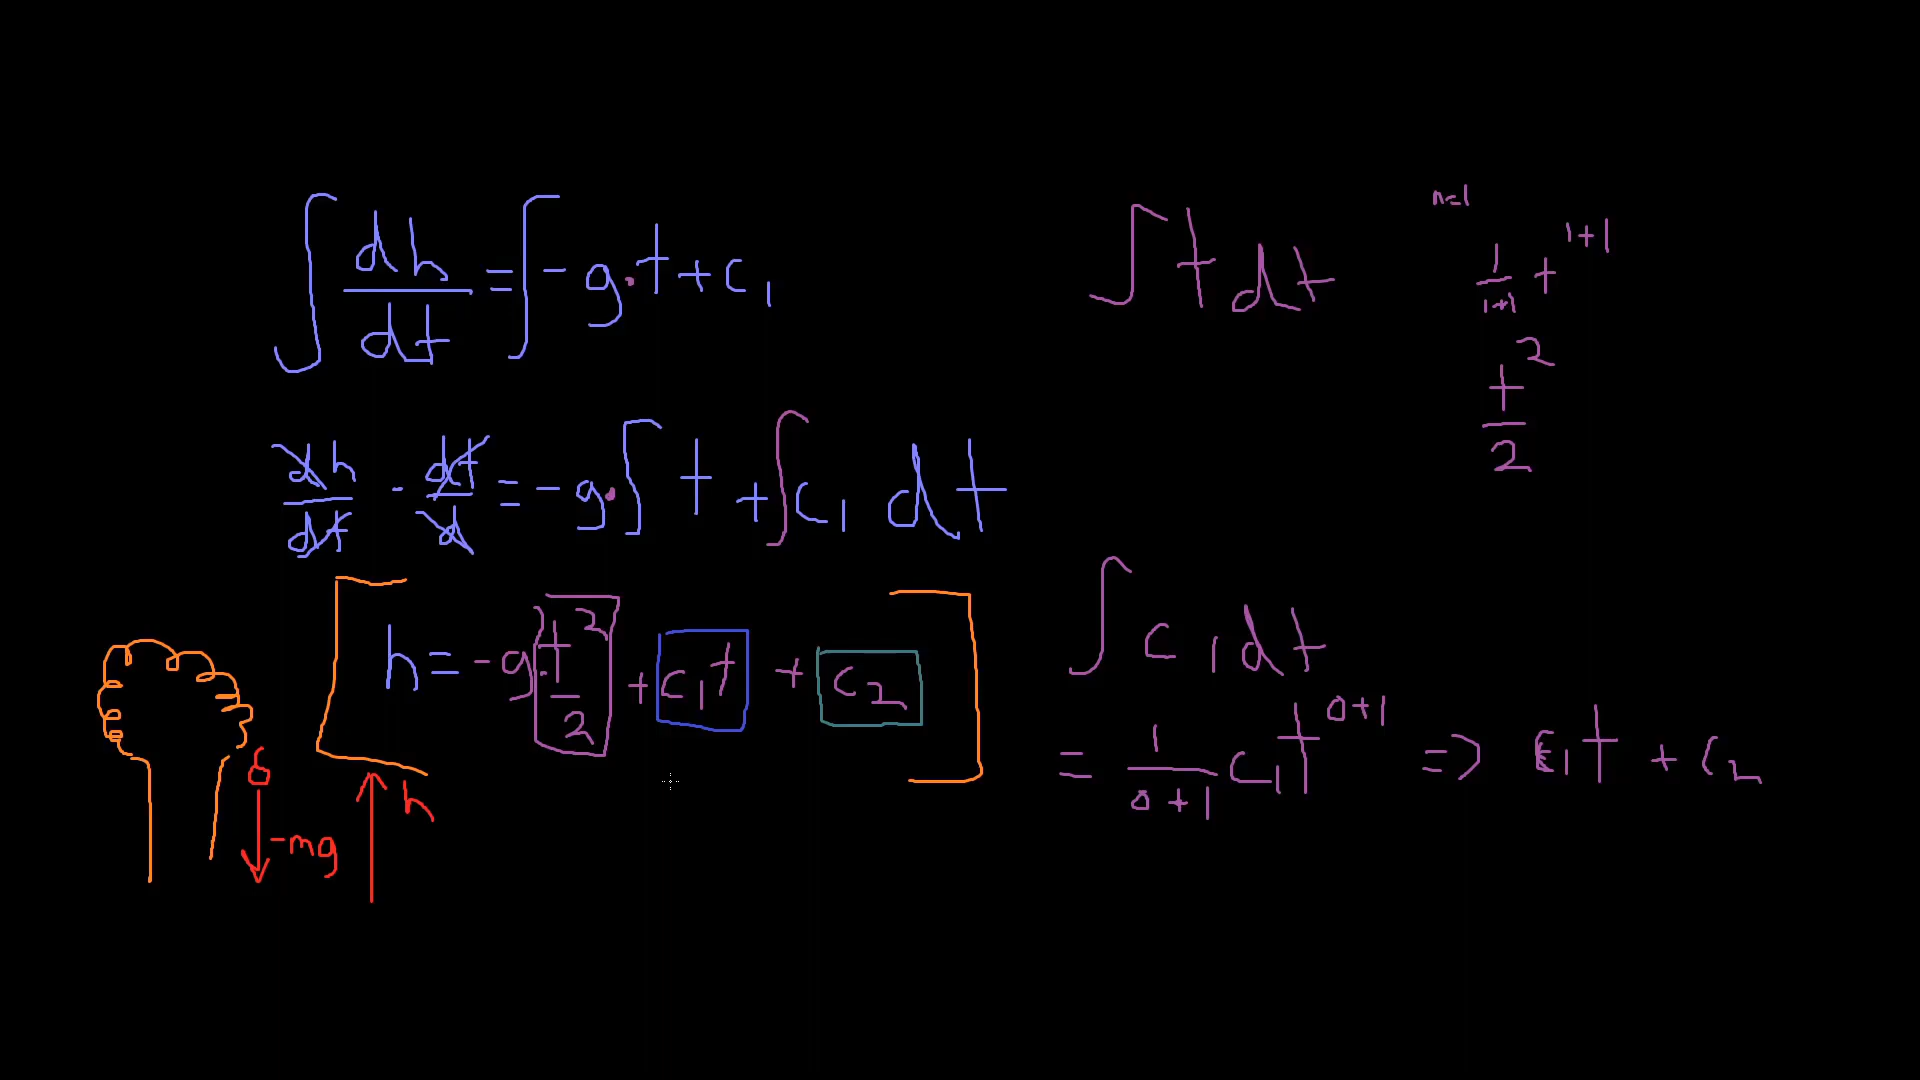 ∫ dh/dt = ∫ -g·t + c₁
dh/dt - dt/d = -g·∫ t + ∫ c₁ dt
h = -g·t²/2 + c₁t + c₂
-mg
h
∫ t dt
n=1
1/(1+1) t^(1+1)
t²/2
∫ c₁ dt
= 1/(0+1) c₁ t^(0+1) => c₁t + c₂